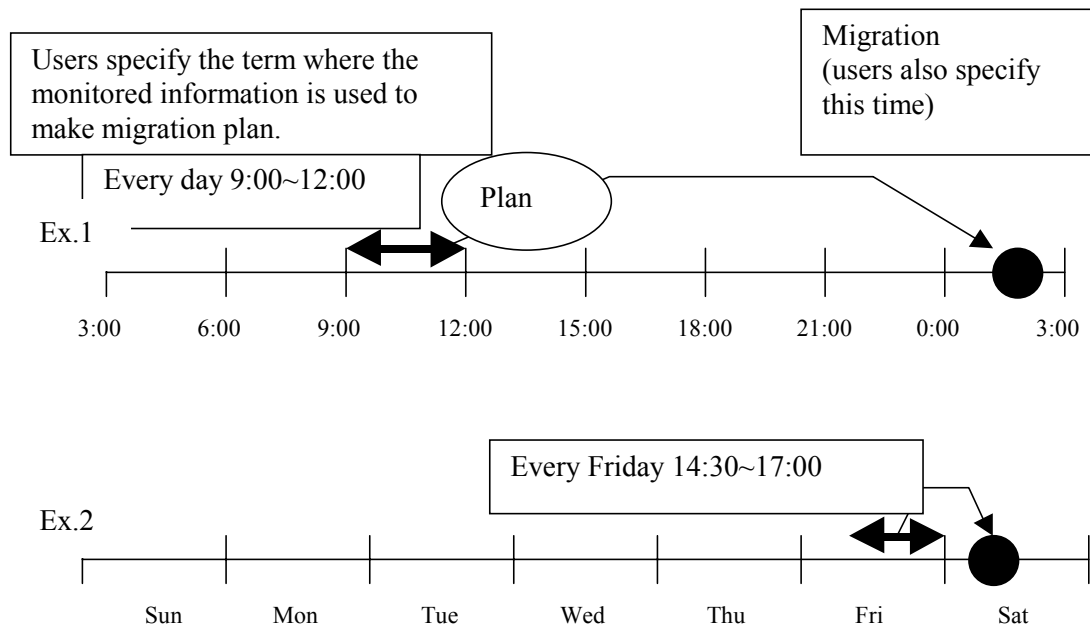 Users specify the term where the
monitored information is used to
make migration plan.
Migration
(users also specify
this time)
Every day 9:00~12:00
Plan
Ex.1
3:00 6:00 9:00 12:00 15:00 18:00 21:00 0:00 3:00
Every Friday 14:30~17:00
Ex.2
Sun Mon Tue Wed Thu Fri Sat